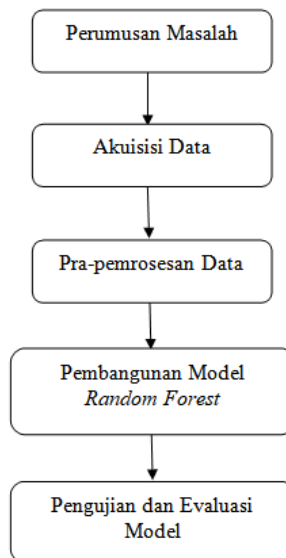 Perumusan Masalah
Akuisisi Data
Pra-pemrosesan Data
Pembangunan Model
Random Forest
Pengujian dan Evaluasi
Model